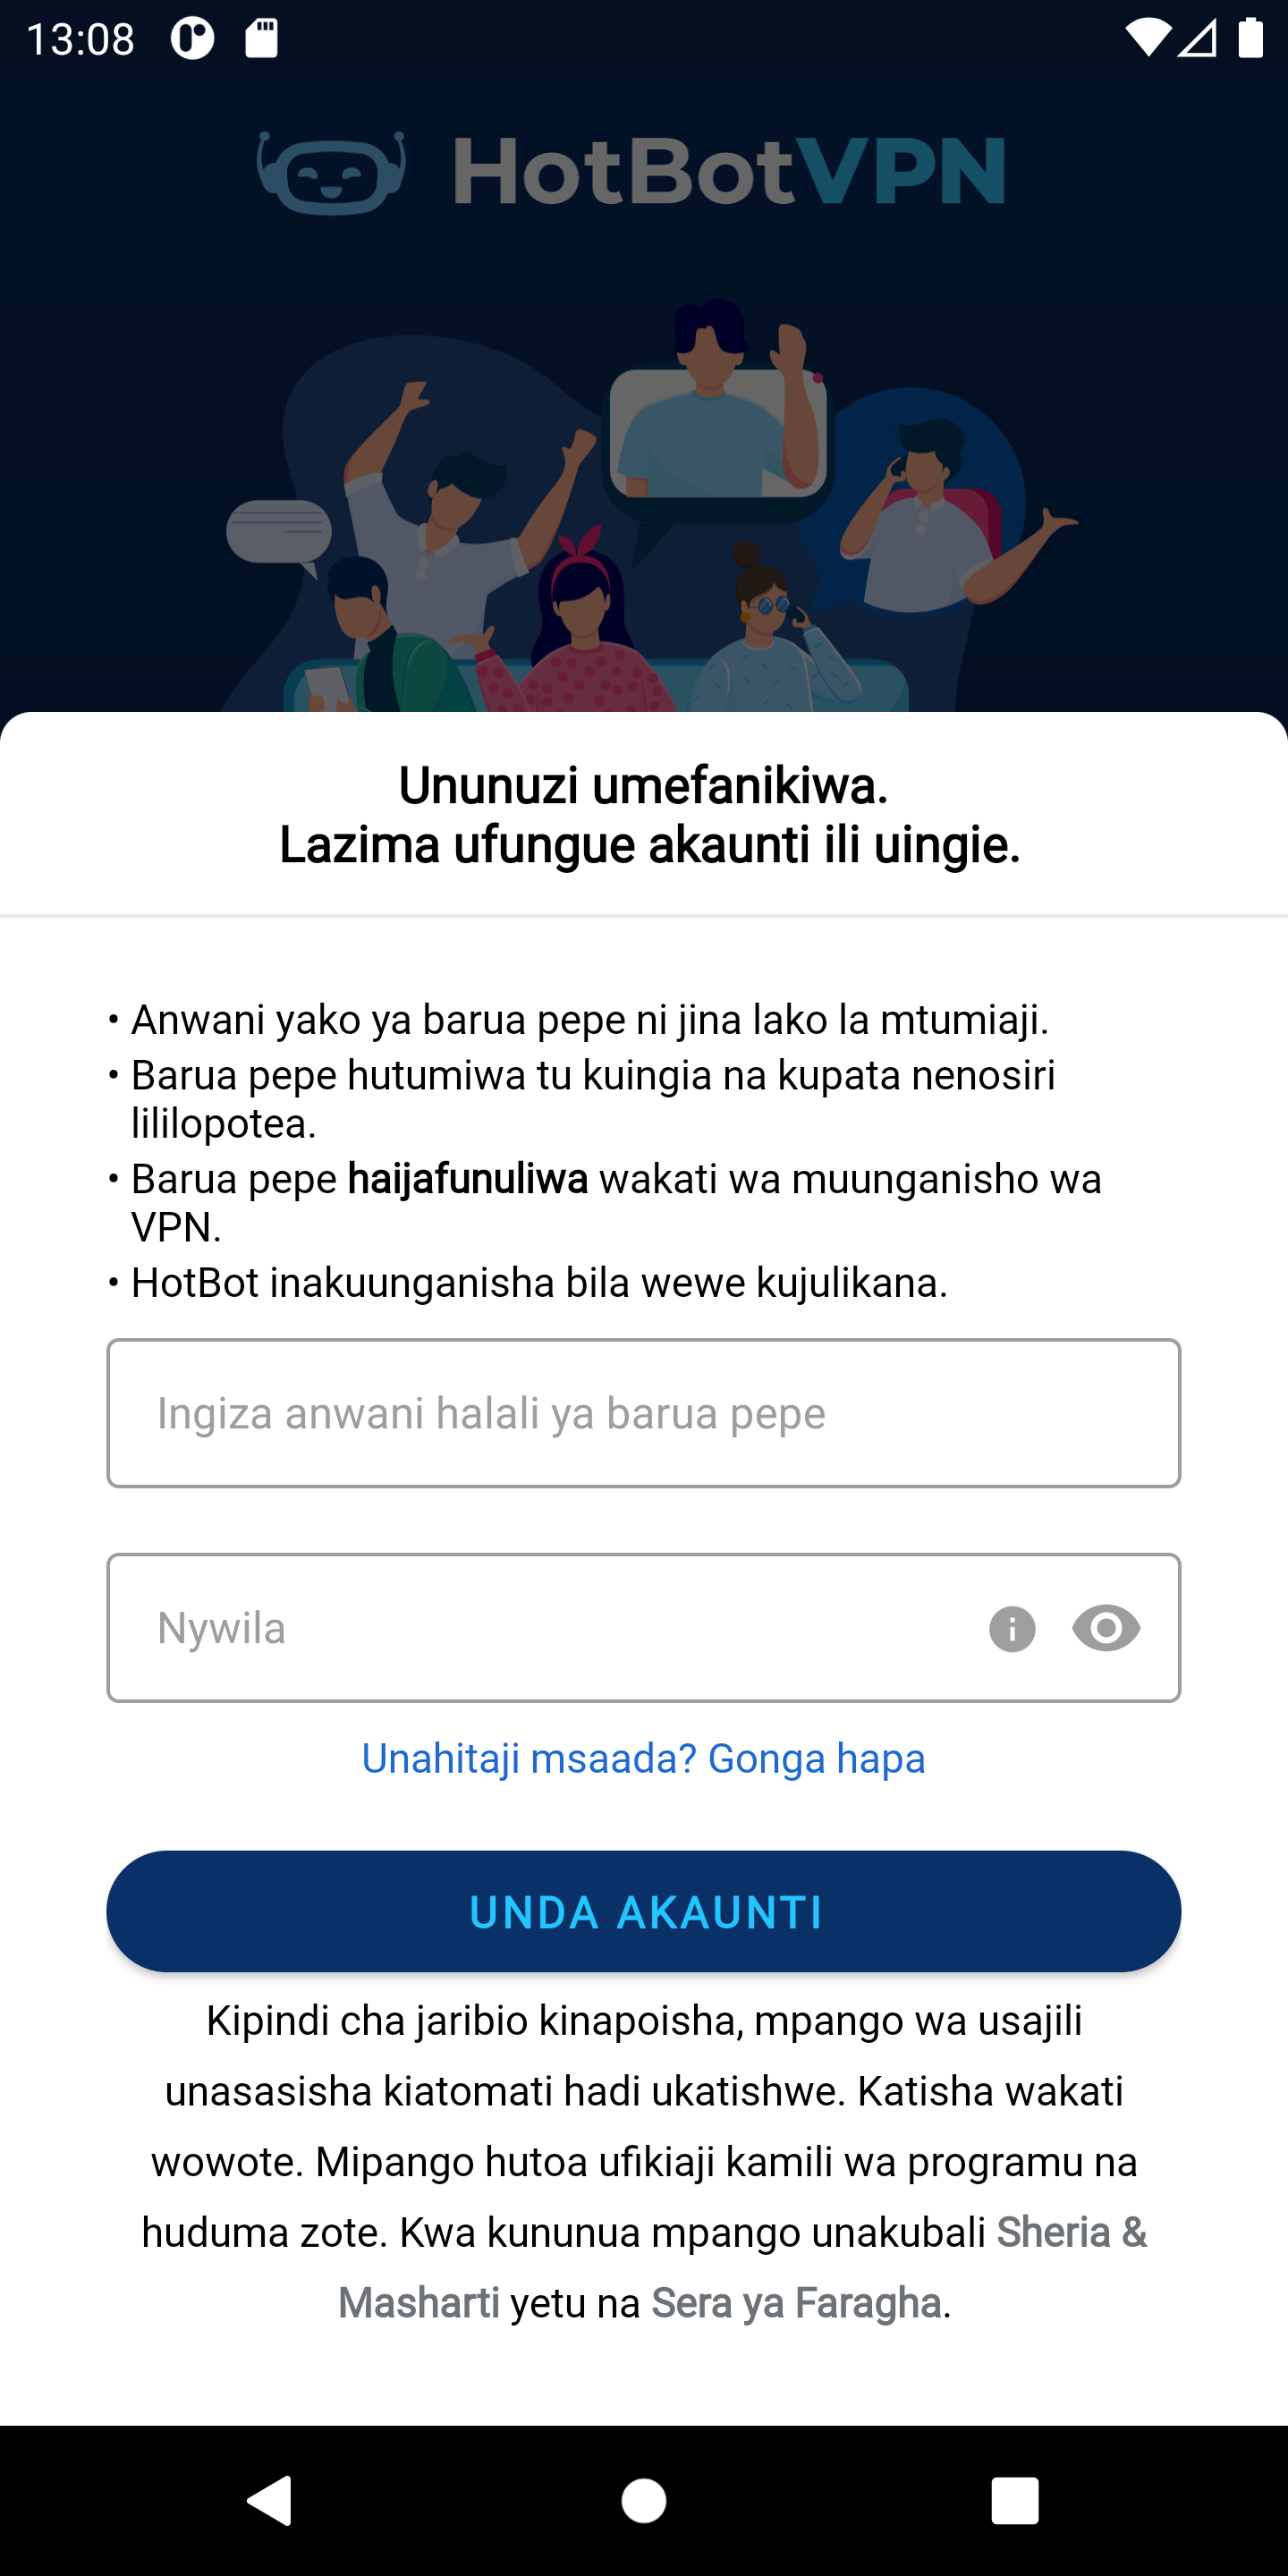 13:08
HotBotVPN
Ununuzi umefanikiwa.
Lazima ufungue akaunti ili uingie.
• Anwani yako ya barua pepe ni jina lako la mtumiaji.
• Barua pepe hutumiwa tu kuingia na kupata nenosiri
lililopotea.
• Barua pepe haijafunuliwa wakati wa muunganisho wa
VPN.
• HotBot inakuunganisha bila wewe kujulikana.
Ingiza anwani halali ya barua pepe
Nywila
Unahitaji msaada? Gonga hapa
UNDA AKAUNTI
Kipindi cha jaribio kinapoisha, mpango wa usajili
unasasisha kiatomati hadi ukatishwe. Katisha wakati
wowote. Mipango hutoa ufikiaji kamili wa programu na
huduma zote. Kwa kununua mpango unakubali Sheria &
Masharti yetu na Sera ya Faragha.